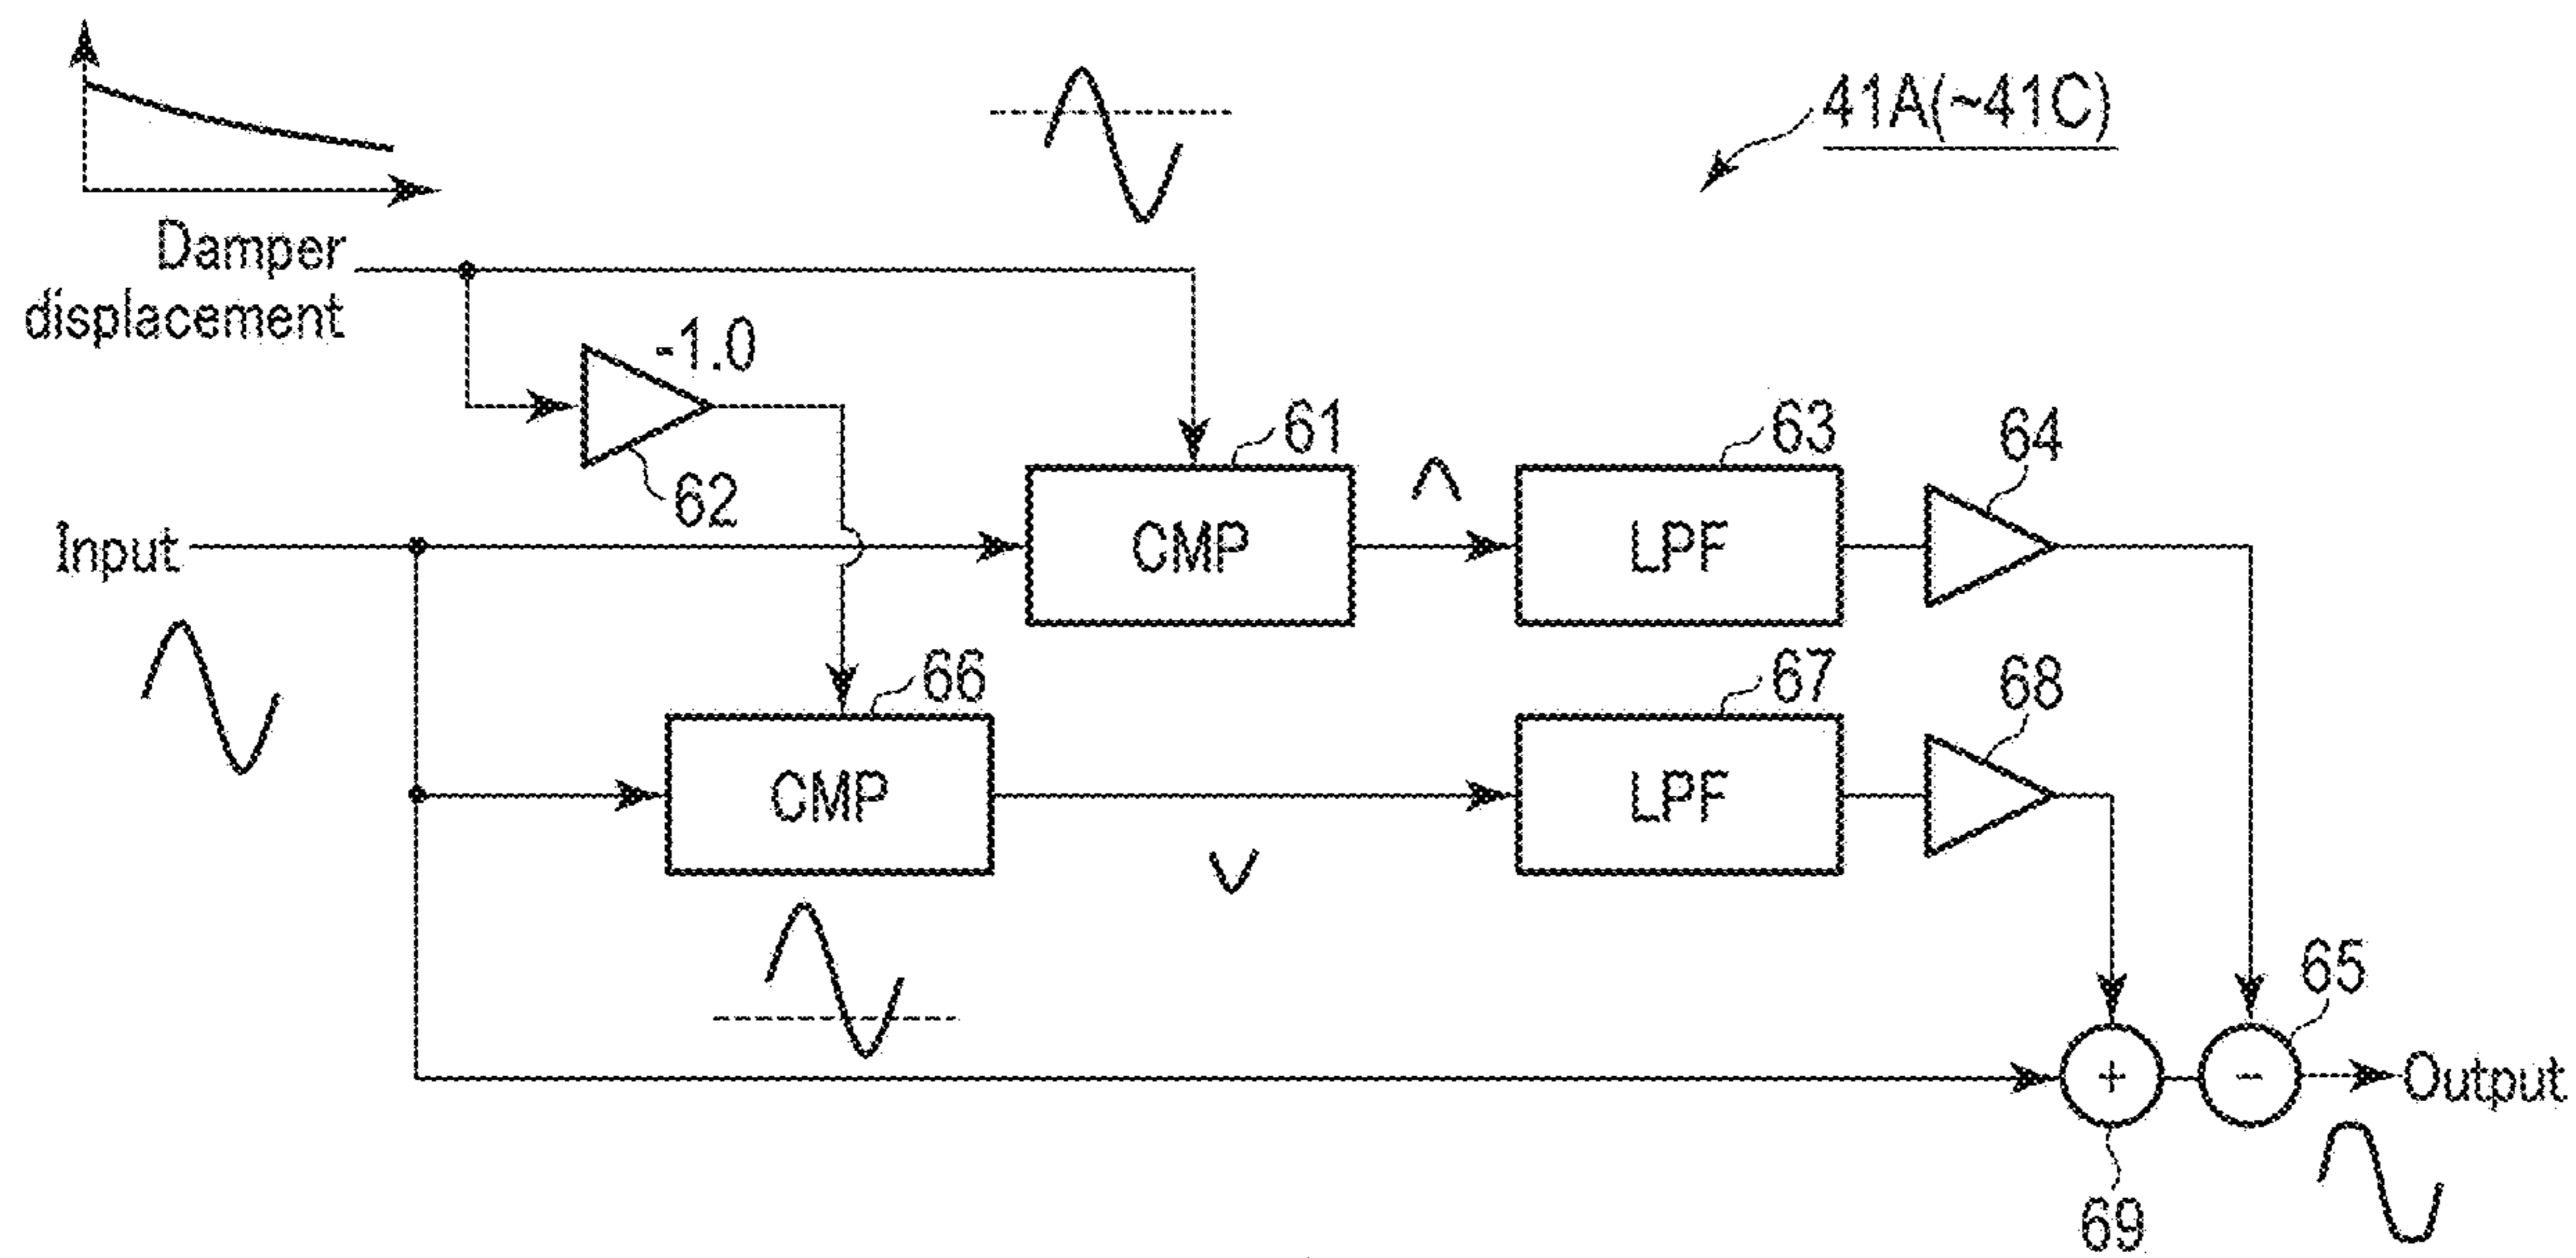 41A(~41C)
Damper
displacement
-1.0
62
61
63
64
Input
CMP
LPF
66
67
68
CMP
LPF
65
+
-
Output
69